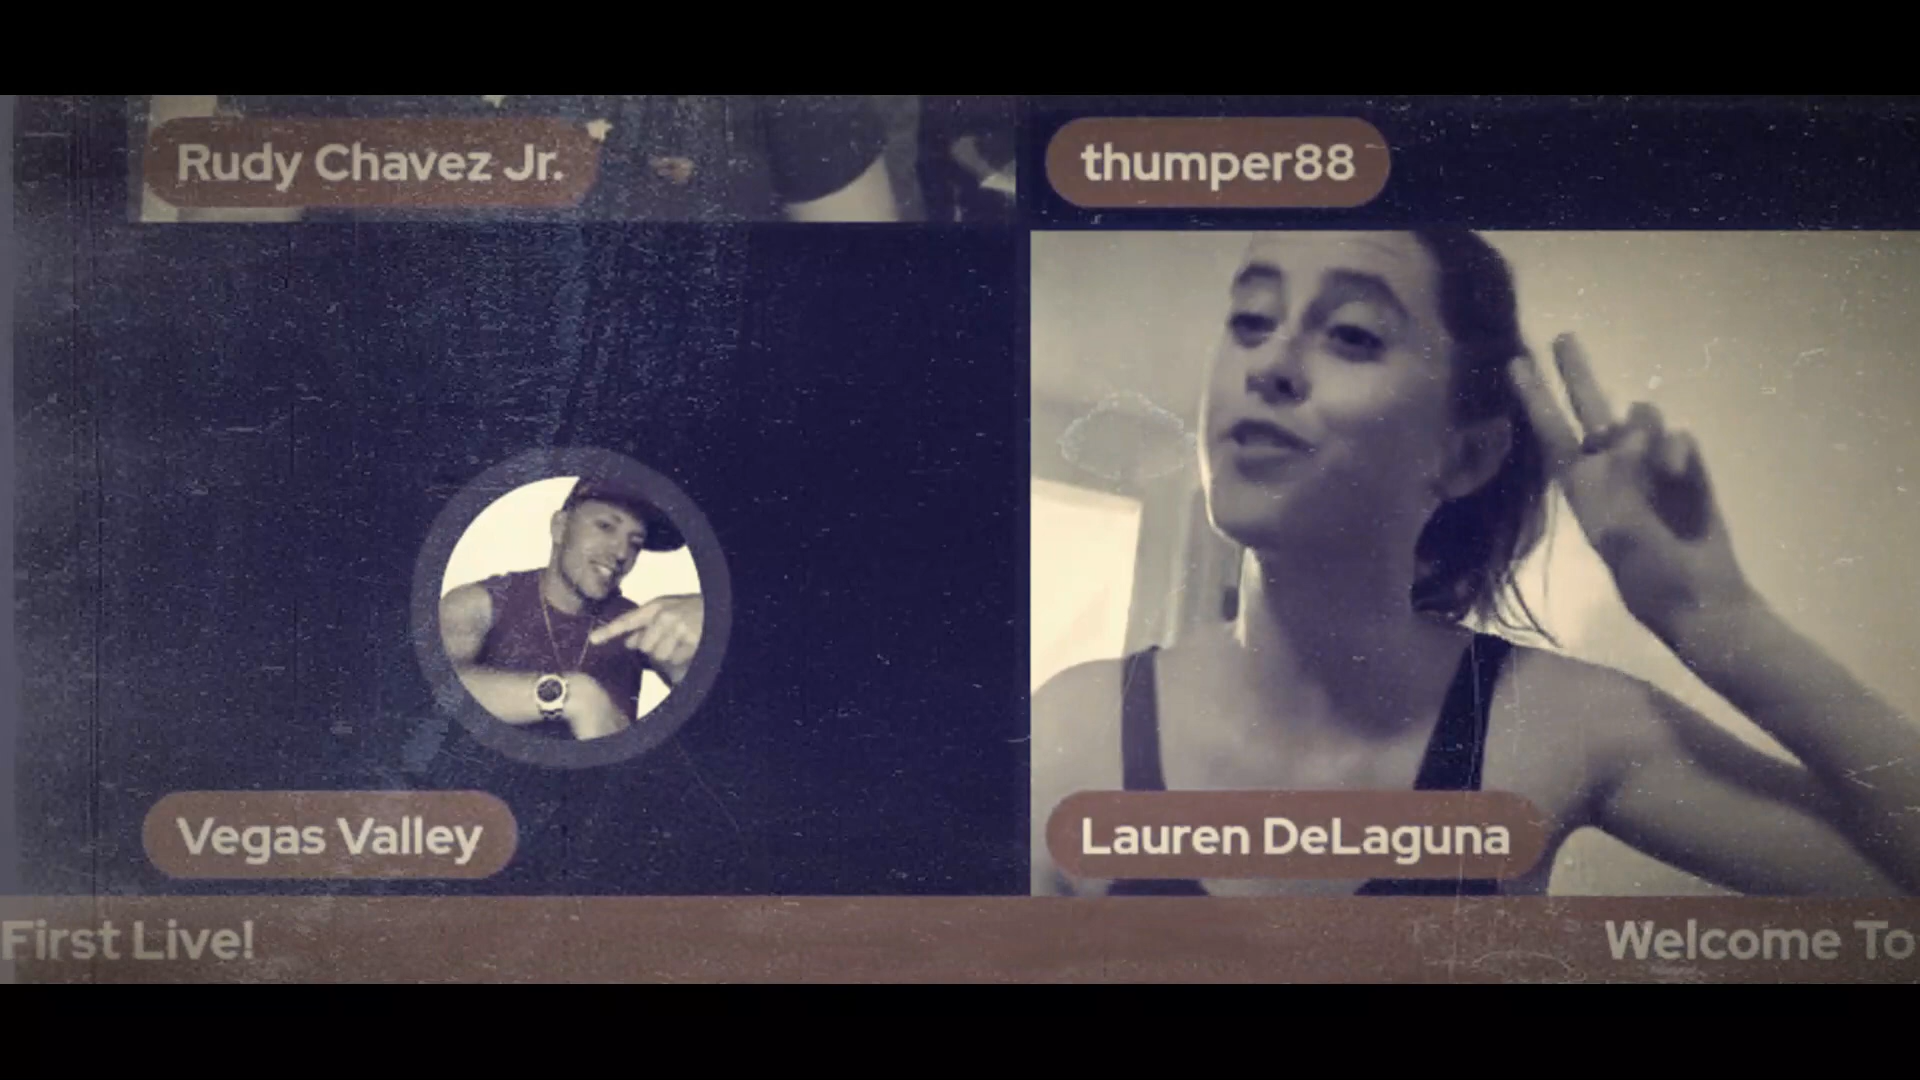 Rudy Chavez Jr.
thumper88
Vegas Valley
Lauren DeLaguna
First Live!
Welcome To